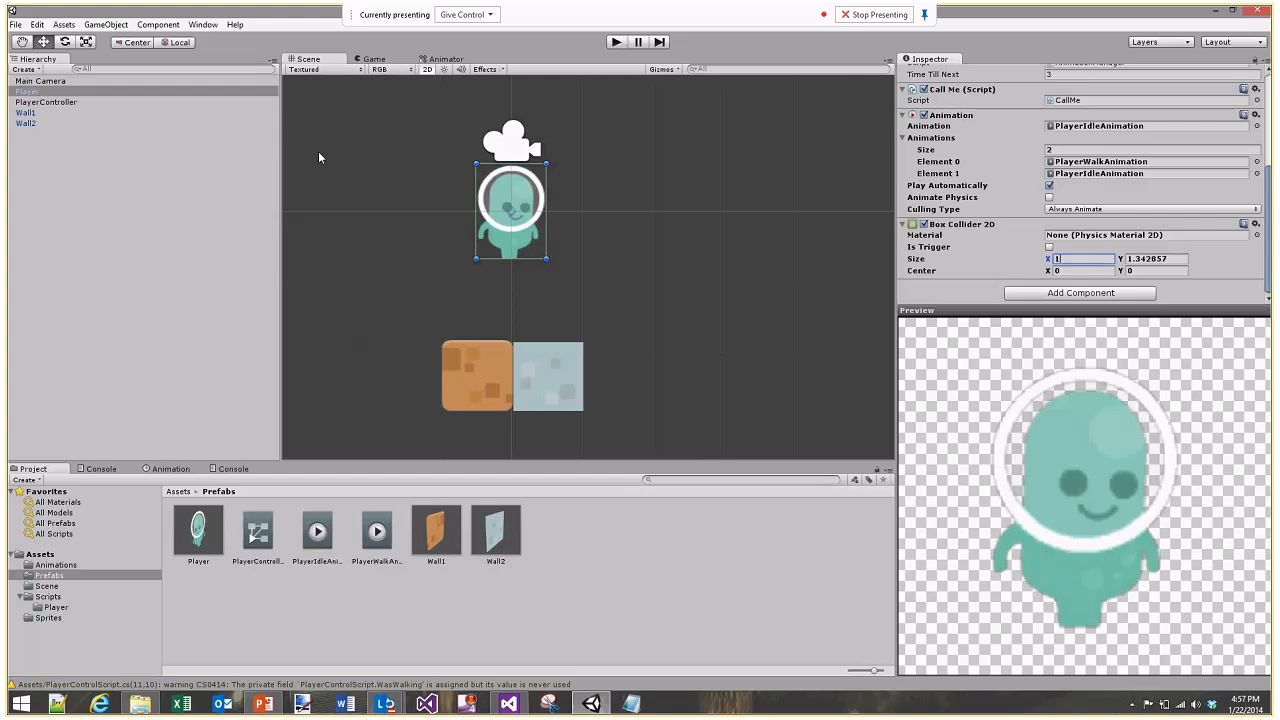 Currently presenting Give Control Stop Presenting
File Edit Assets GameObject Component Window Help
Center Local Layers Layout
Hierarchy
Create All
Main Camera
Player
PlayerController
Wall1
Wall2
Scene Game Animator
Textured RGB 2D Effects Gizmos All
Inspector
Time Till Next 3
Call Me (Script)
Script CallMe
Animation
Animation PlayerIdleAnimation
Animations
Size 2
Element 0 PlayerWalkAnimation
Element 1 PlayerIdleAnimation
Play Automatically
Animate Physics
Culling Type Always Animate
Box Collider 2D
Material None (Physics Material 2D)
Is Trigger
Size X 1 Y 1.342857
Center X 0 Y 0
Add Component
Preview
Project Console Animation Console
Create
Favorites
All Materials
All Models
All Prefabs
All Scripts
Assets
Animations
Prefabs
Scene
Scripts
Player
Sprites
Assets Prefabs
Player PlayerControll... PlayerIdleAni... PlayerWalkAn... Wall1 Wall2
Assets/PlayerControlScript.cs(11,10): warning CS0414: The private field `PlayerControlScript.WasWalking' is assigned but its value is never used
4:57 PM
1/22/2014